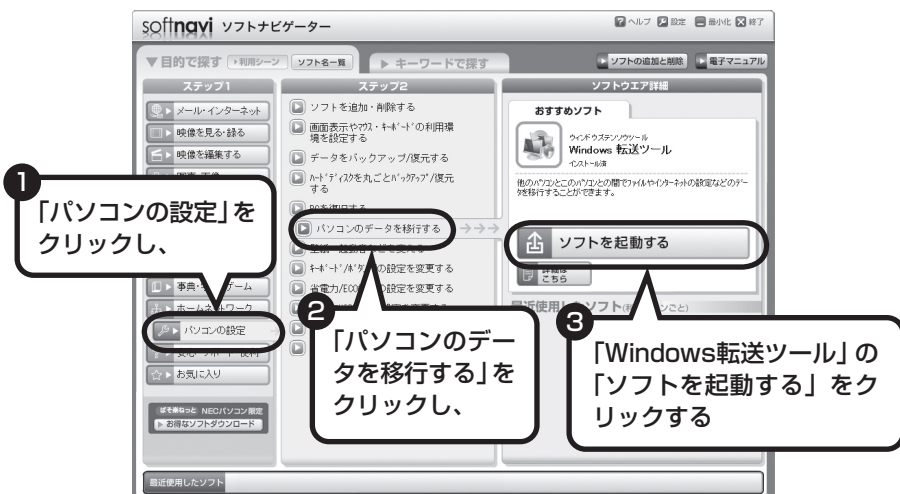 softnavi ソフトナビゲーター
ヘルプ 設定 最小化 終了
▼目的で探す 利用シーン ソフト名一覧 ▶キーワードで探す
ソフトの追加と削除 電子マニュアル
ステップ1
メール・インターネット
映像を見る・録る
映像を編集する
ホームネットワーク
パソコンの設定
お気に入り
ぱそ楽ねっと NECパソコン限定
お得なソフトダウンロード
ステップ2
ソフトを追加・削除する
画面表示やマウス・キーボードの利用環
境を設定する
データをバックアップ/復元する
ハードディスクを丸ごとバックアップ/復元
する
PCを復旧する
パソコンのデータを移行する
キーボード/ボタンの設定を変更する
ソフトウエア詳細
おすすめソフト
ウィンドウズテンソウツール
Windows 転送ツール
インストール済
他のパソコンとこのパソコンとの間でファイルやインターネットの設定などのデー
タを移行することができます。
ソフトを起動する
詳細は
こちら
最近使用したソフト
1
「パソコンの設定」を
クリックし、
2
「パソコンのデー
タを移行する」を
クリックし、
3
「Windows転送ツール」の
「ソフトを起動する」をク
リックする